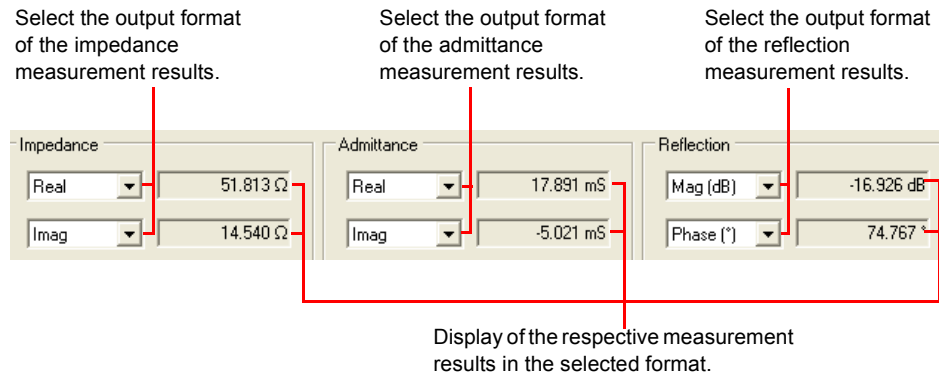 Select the output format
of the impedance
measurement results.
Select the output format
of the admittance
measurement results.
Select the output format
of the reflection
measurement results.
Impedance
Real
51.813 Ω
Imag
14.540 Ω
Admittance
Real
17.891 mS
Imag
-5.021 mS
Reflection
Mag (dB)
-16.926 dB
Phase (°)
74.767 °
Display of the respective measurement
results in the selected format.